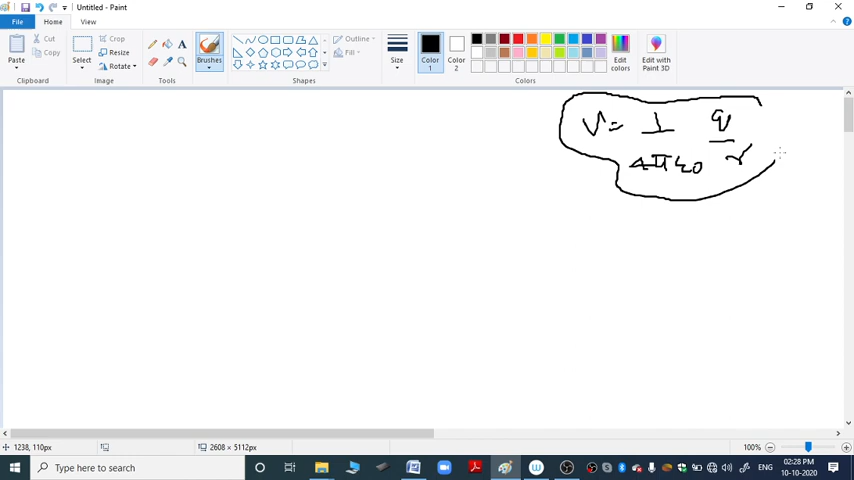 Untitled - Paint
File Home View
Paste Cut Copy
Clipboard
Select Crop Resize Rotate
Image
A
Tools
Brushes
Outline Fill
Shapes
Size
Color 1
Color 2
Edit colors
Edit with Paint 3D
Colors
V= 1 q
4πε0 r
1238, 110px
2608 × 5112px
100%
Type here to search
W
ENG
02:28 PM
10-10-2020